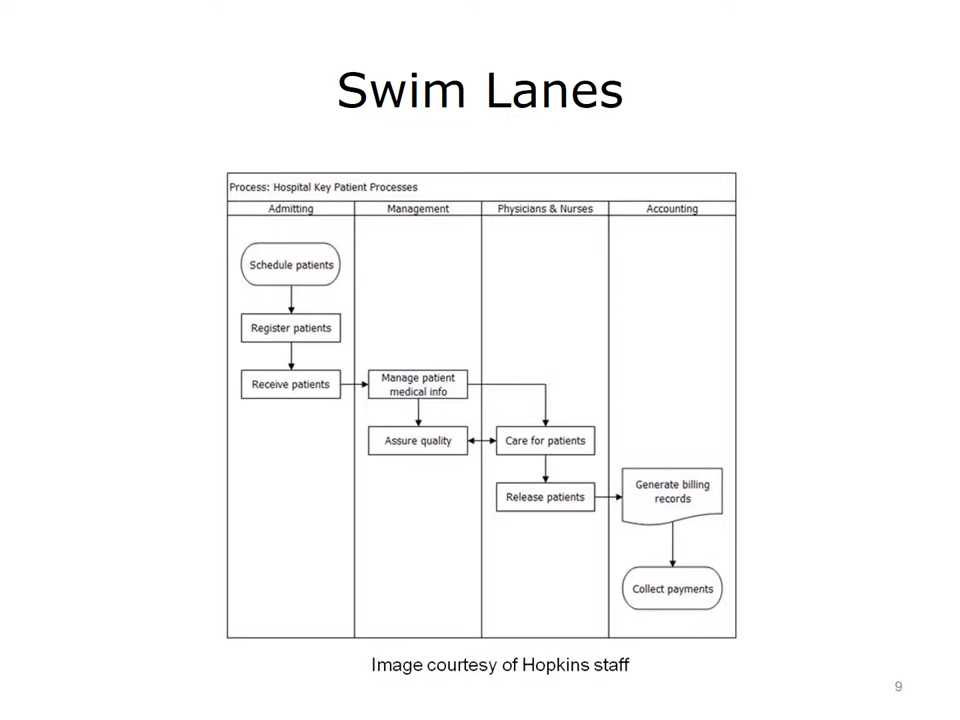 Swim Lanes
Process: Hospital Key Patient Processes
Admitting
Management
Physicians & Nurses
Accounting
Schedule patients
Register patients
Receive patients
Manage patient
medical info
Assure quality
Care for patients
Release patients
Generate billing
records
Collect payments
Image courtesy of Hopkins staff
9